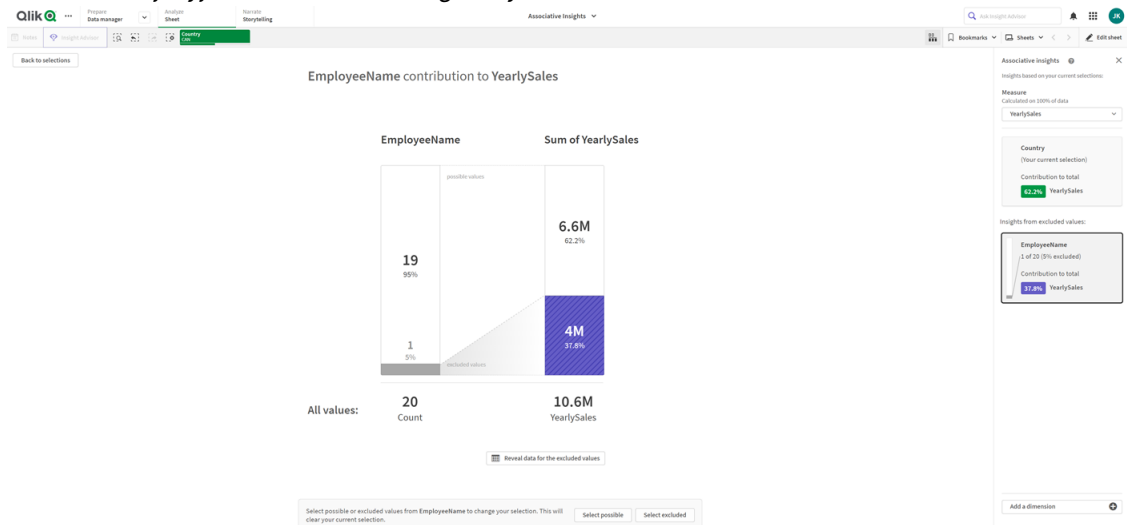 Qlik
Prepare
Data manager
Analyze
Sheet
Narrate
Storytelling
Associative Insights
Ask Insight Advisor
JK
Notes
Insight Advisor
Country
CAN
Bookmarks
Sheets
Edit sheet
Back to selections
EmployeeName contribution to YearlySales
EmployeeName
Sum of YearlySales
possible values
6.6M
62.2%
19
95%
4M
37.8%
1
5%
excluded values
All values:
20
Count
10.6M
YearlySales
Reveal data for the excluded values
Select possible or excluded values from EmployeeName to change your selection. This will
clear your current selection.
Select possible
Select excluded
Associative insights
Insights based on your current selections:
Measure
Calculated on 100% of data
YearlySales
Country
(Your current selection)
Contribution to total
62.2% YearlySales
Insights from excluded values:
EmployeeName
1 of 20 (5% excluded)
Contribution to total
37.8% YearlySales
Add a dimension